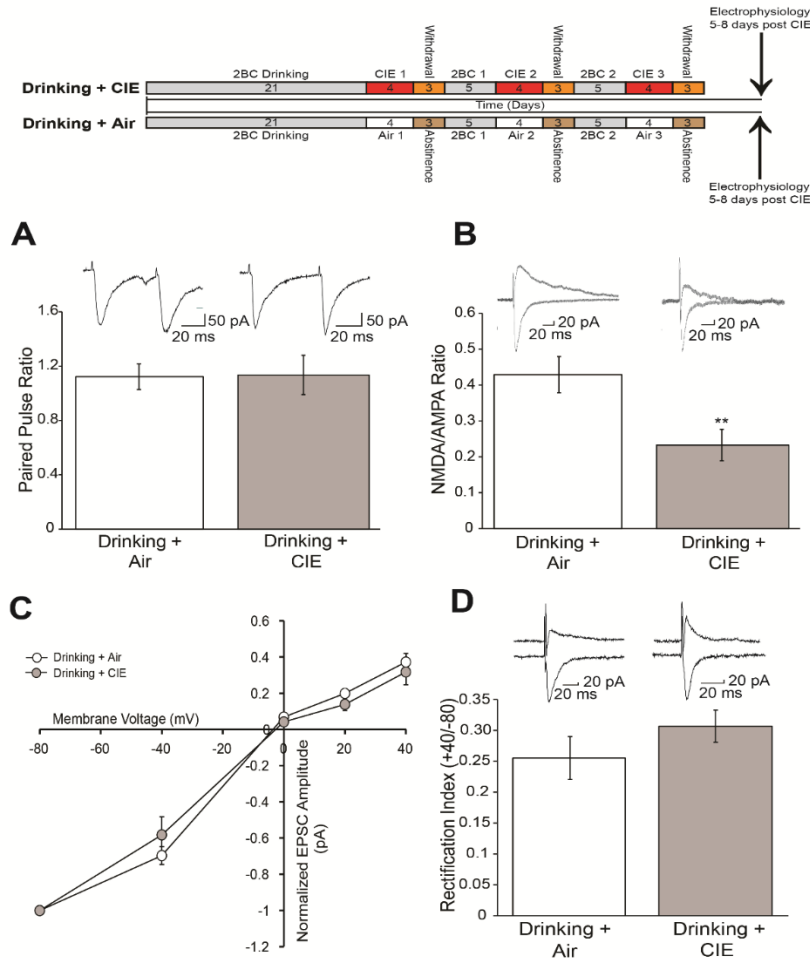 Electrophysiology
5-8 days post CIE
2BC Drinking CIE 1 Withdrawal 2BC 1 CIE 2 Withdrawal 2BC 2 CIE 3 Withdrawal
Drinking + CIE 21 4 3 5 4 3 5 4 3
Time (Days)
Drinking + Air 21 4 3 5 4 3 5 4 3
2BC Drinking Air 1 Abstinence 2BC 1 Air 2 Abstinence 2BC 2 Air 3 Abstinence
Electrophysiology
5-8 days post CIE
A
50 pA
20 ms
50 pA
20 ms
Paired Pulse Ratio
1.6
1.2
0.8
0.4
0
Drinking +
Air
Drinking +
CIE
B
20 pA
20 ms
20 pA
20 ms
NMDA/AMPA Ratio
0.6
0.5
0.4
0.3
0.2
0.1
0
**
Drinking +
Air
Drinking +
CIE
C
Drinking + Air
Drinking + CIE
Membrane Voltage (mV)
-80 -40 0 20 40
0.6
0.4
0.2
0
-0.2
-0.4
-0.6
-0.8
-1
-1.2
Normalized EPSC Amplitude
(pA)
D
20 pA
20 ms
20 pA
20 ms
Rectification Index (+40/-80)
0.35
0.30
0.25
0.20
0.15
0.10
0.05
0
Drinking +
Air
Drinking +
CIE